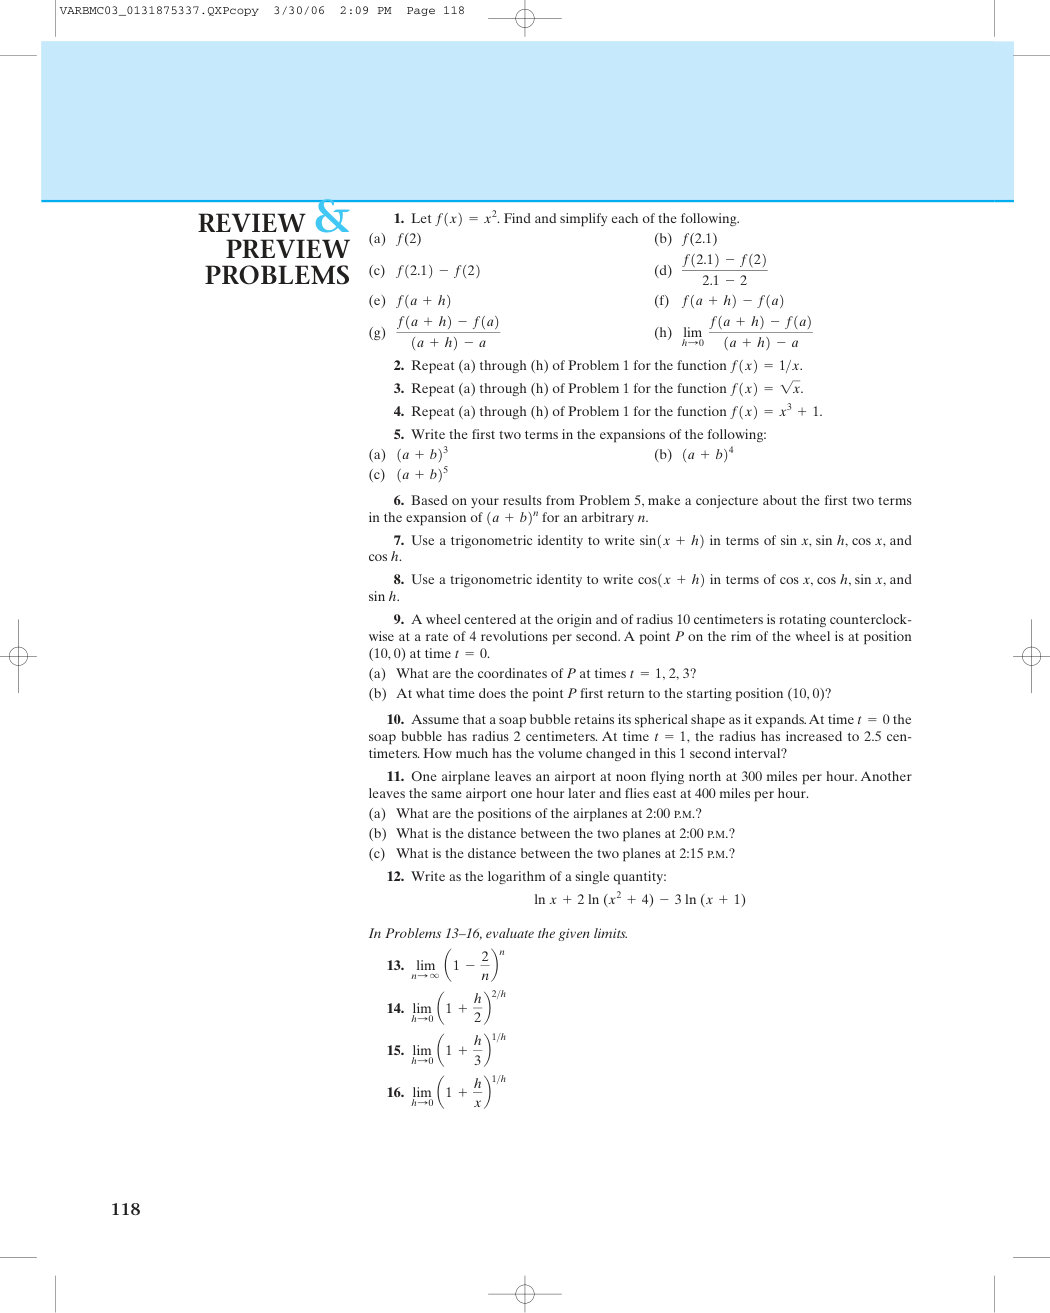 VARBMC03_0131875337.QXPcopy 3/30/06 2:09 PM Page 118
REVIEW &
PREVIEW
PROBLEMS
1. Let f(x) = x². Find and simplify each of the following.
(a) f(2) (b) f(2.1)
(c) f(2.1) − f(2) (d) (f(2.1) − f(2))/(2.1 − 2)
(e) f(a + h) (f) f(a + h) − f(a)
(g) (f(a + h) − f(a))/((a + h) − a) (h) lim h→0 (f(a + h) − f(a))/((a + h) − a)
2. Repeat (a) through (h) of Problem 1 for the function f(x) = 1/x.
3. Repeat (a) through (h) of Problem 1 for the function f(x) = √x.
4. Repeat (a) through (h) of Problem 1 for the function f(x) = x³ + 1.
5. Write the first two terms in the expansions of the following:
(a) (a + b)³ (b) (a + b)⁴
(c) (a + b)⁵
6. Based on your results from Problem 5, make a conjecture about the first two terms
in the expansion of (a + b)ⁿ for an arbitrary n.
7. Use a trigonometric identity to write sin(x + h) in terms of sin x, sin h, cos x, and
cos h.
8. Use a trigonometric identity to write cos(x + h) in terms of cos x, cos h, sin x, and
sin h.
9. A wheel centered at the origin and of radius 10 centimeters is rotating counterclock-
wise at a rate of 4 revolutions per second. A point P on the rim of the wheel is at position
(10, 0) at time t = 0.
(a) What are the coordinates of P at times t = 1, 2, 3?
(b) At what time does the point P first return to the starting position (10, 0)?
10. Assume that a soap bubble retains its spherical shape as it expands. At time t = 0 the
soap bubble has radius 2 centimeters. At time t = 1, the radius has increased to 2.5 cen-
timeters. How much has the volume changed in this 1 second interval?
11. One airplane leaves an airport at noon flying north at 300 miles per hour. Another
leaves the same airport one hour later and flies east at 400 miles per hour.
(a) What are the positions of the airplanes at 2:00 P.M.?
(b) What is the distance between the two planes at 2:00 P.M.?
(c) What is the distance between the two planes at 2:15 P.M.?
12. Write as the logarithm of a single quantity:
ln x + 2 ln (x² + 4) − 3 ln (x + 1)
In Problems 13–16, evaluate the given limits.
13. lim n→∞ (1 − 2/n)ⁿ
14. lim h→0 (1 + h/2)^2/h
15. lim h→0 (1 + h/3)^1/h
16. lim h→0 (1 + h/x)^1/h
118